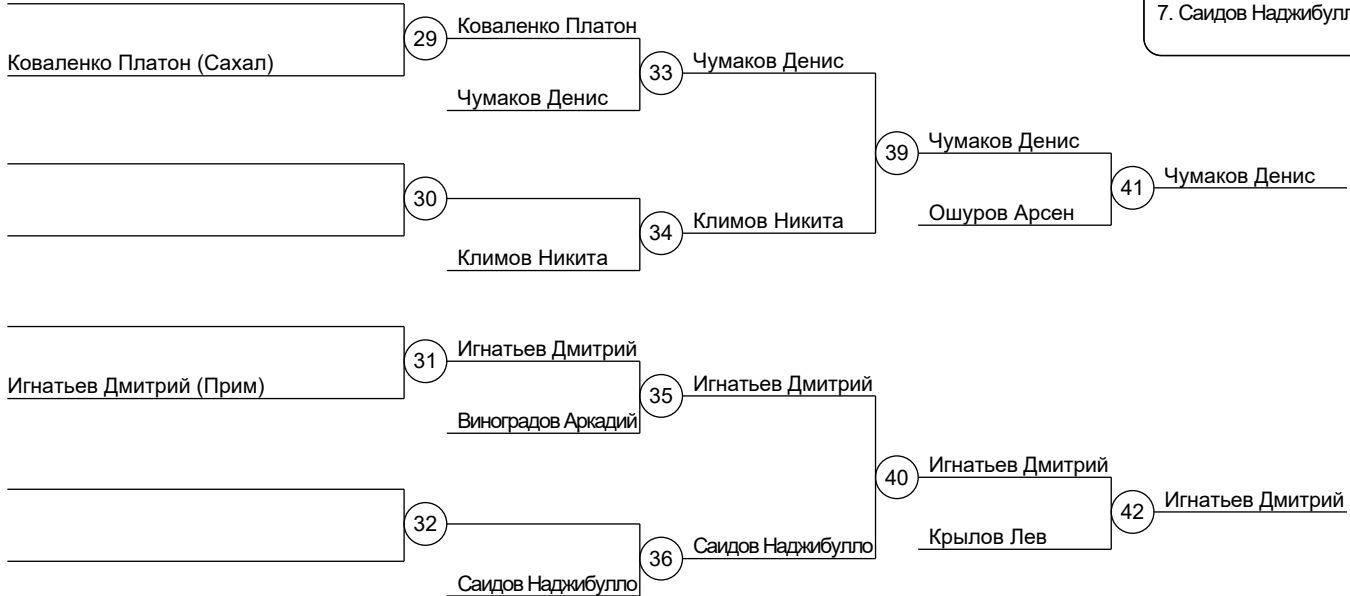 7. Саидов Наджибулл
29
Коваленко Платон
Коваленко Платон (Сахал)
33
Чумаков Денис
Чумаков Денис
39
Чумаков Денис
30
41
Чумаков Денис
34
Климов Никита
Ошуров Арсен
Климов Никита
31
Игнатьев Дмитрий
Игнатьев Дмитрий (Прим)
35
Игнатьев Дмитрий
Виноградов Аркадий
40
Игнатьев Дмитрий
32
42
Игнатьев Дмитрий
36
Саидов Наджибулло
Крылов Лев
Саидов Наджибулло